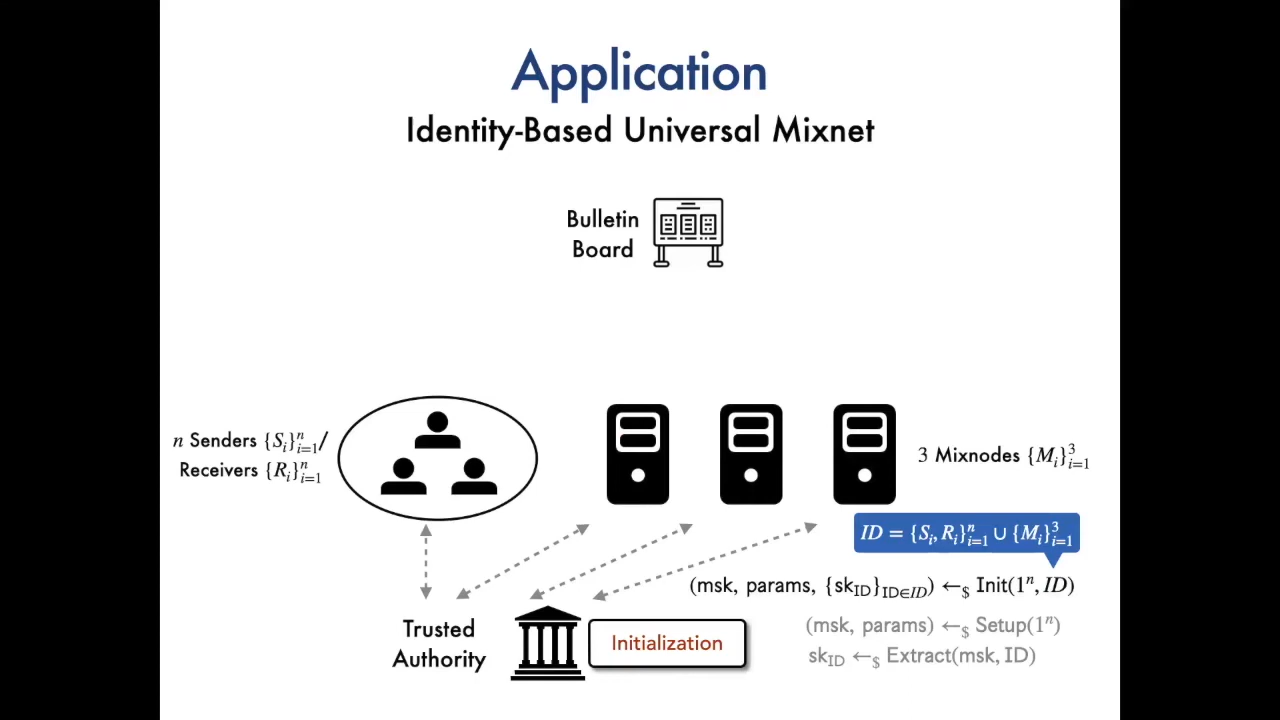 Application
Identity-Based Universal Mixnet
Bulletin
Board
n Senders {S_i}_{i=1}^n/
Receivers {R_i}_{i=1}^n
3 Mixnodes {M_i}_{i=1}^3
ID = {S_i, R_i}_{i=1}^n ∪ {M_i}_{i=1}^3
(msk, params, {sk_ID}_{ID∈ID}) ←_$ Init(1^n, ID)
Trusted
Authority
Initialization
(msk, params) ←_$ Setup(1^n)
sk_ID ←_$ Extract(msk, ID)